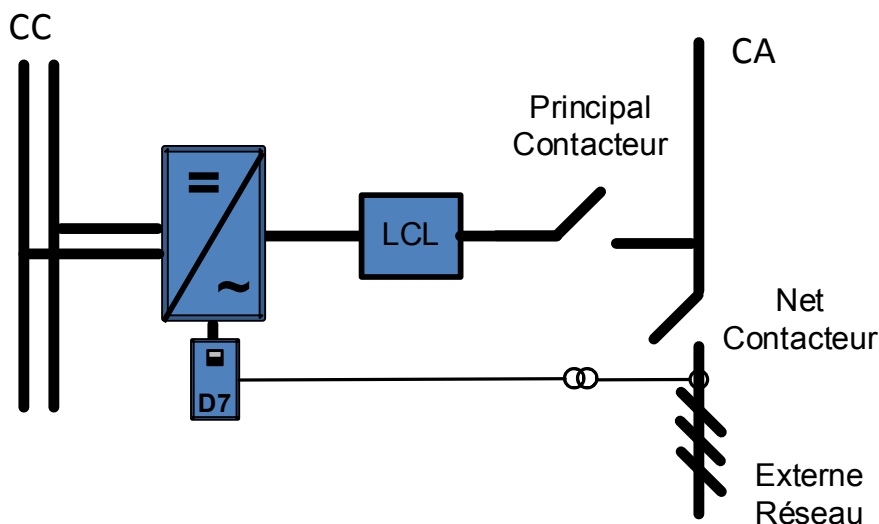 CC
CA
Principal
Contacteur
=
~
LCL
Net
Contacteur
D7
Externe
Réseau